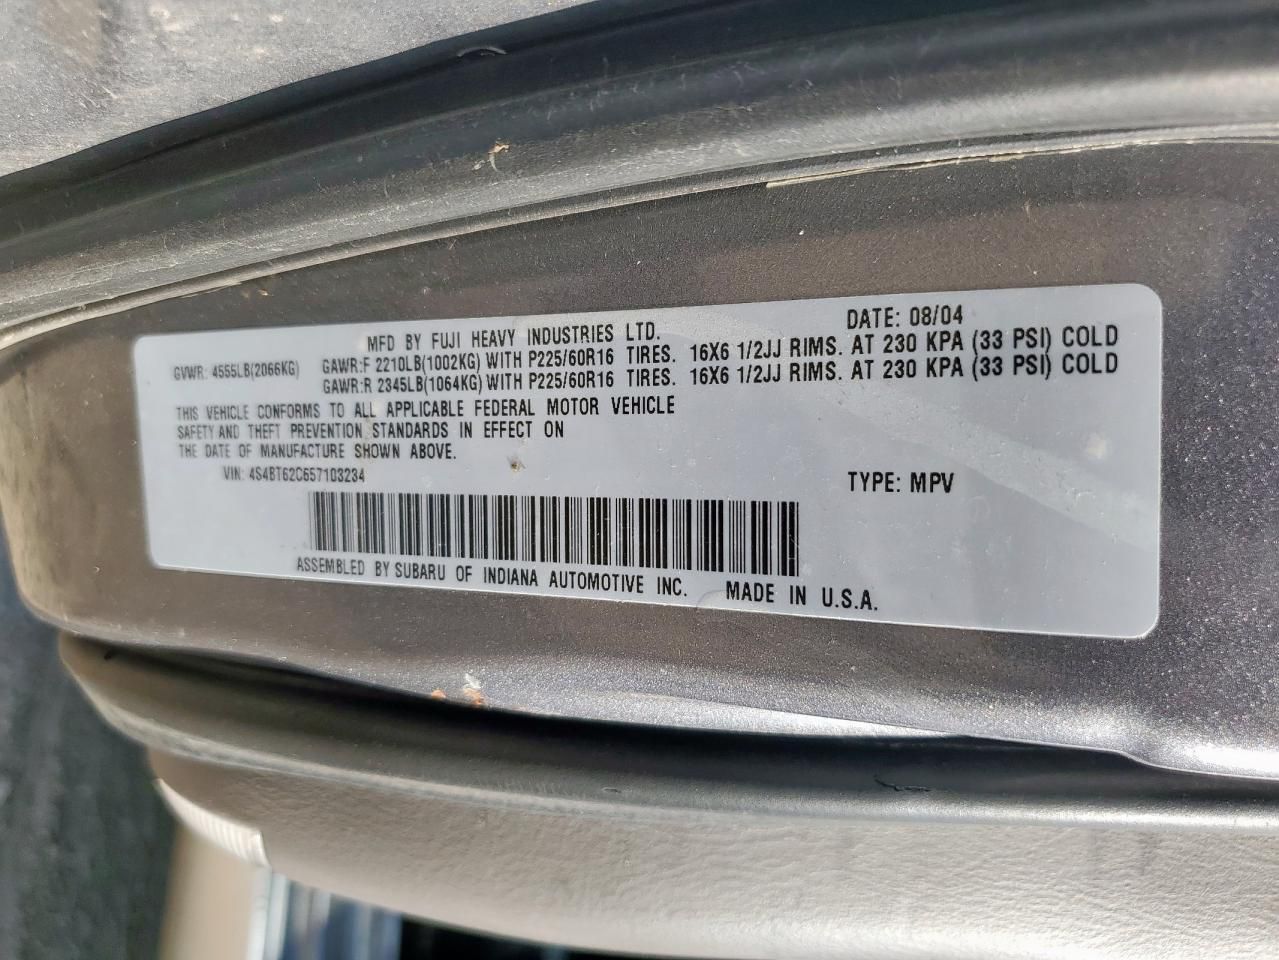 MFD BY FUJI HEAVY INDUSTRIES LTD. DATE: 08/04
GVWR: 4555LB(2066KG) GAWR:F 2210LB(1002KG) WITH P225/60R16 TIRES. 16X6 1/2JJ RIMS. AT 230 KPA (33 PSI) COLD
GAWR:R 2345LB(1064KG) WITH P225/60R16 TIRES. 16X6 1/2JJ RIMS. AT 230 KPA (33 PSI) COLD
THIS VEHICLE CONFORMS TO ALL APPLICABLE FEDERAL MOTOR VEHICLE
SAFETY AND THEFT PREVENTION STANDARDS IN EFFECT ON
THE DATE OF MANUFACTURE SHOWN ABOVE.
VIN: 4S4BT62C657103234 TYPE: MPV
ASSEMBLED BY SUBARU OF INDIANA AUTOMOTIVE INC. MADE IN U.S.A.